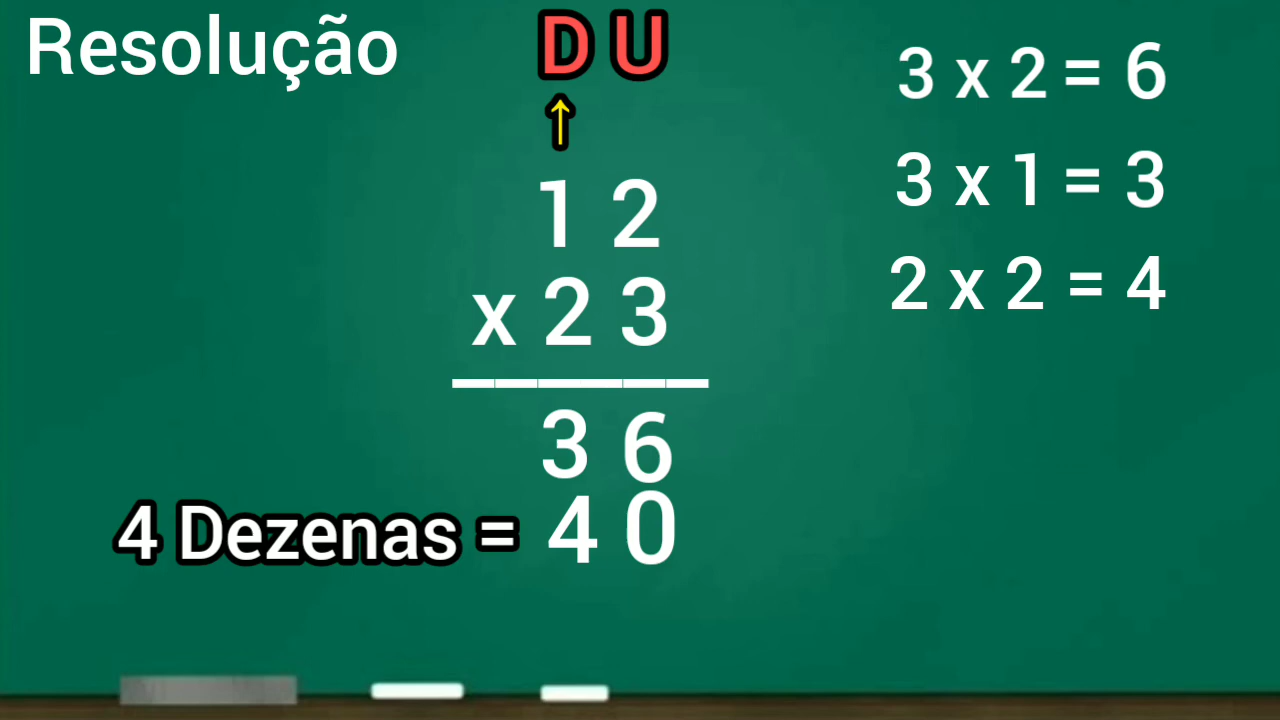 Resolução
D U
↑
1 2
x 2 3
3 6
4 Dezenas = 4 0
3 x 2 = 6
3 x 1 = 3
2 x 2 = 4